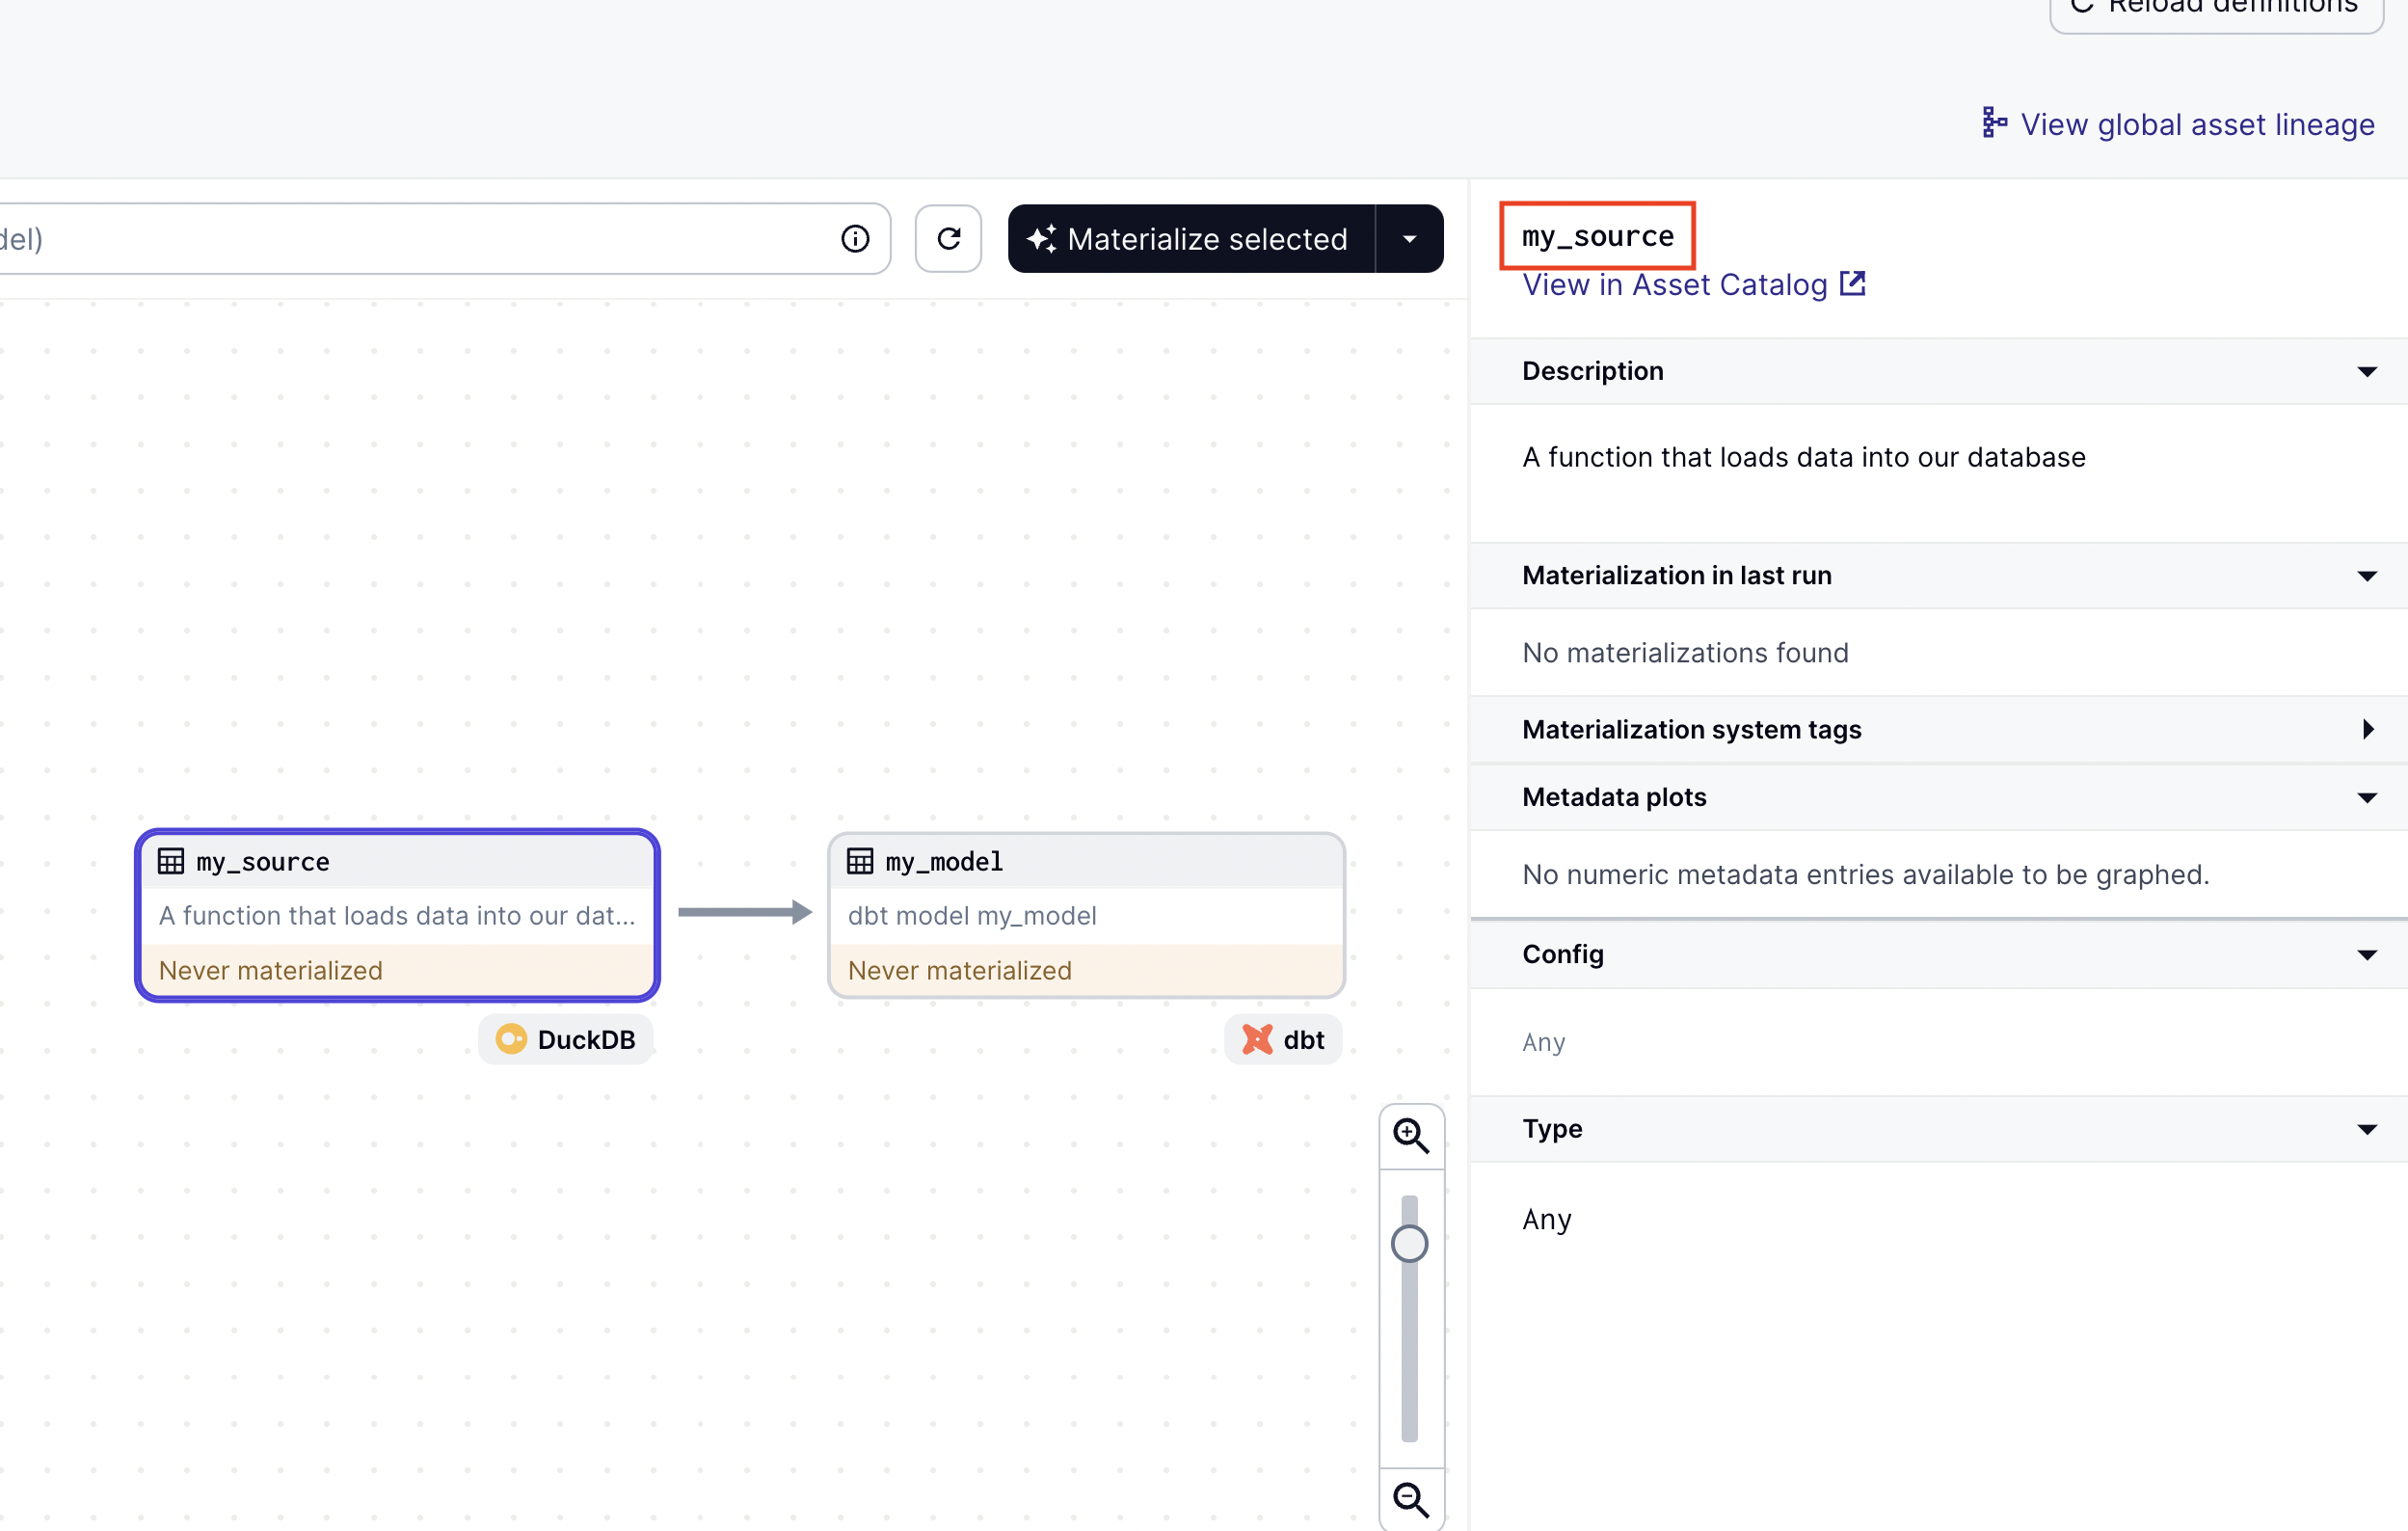 Reload definitions
View global asset lineage
del)
Materialize selected
my_source
View in Asset Catalog
Description
A function that loads data into our database
Materialization in last run
No materializations found
Materialization system tags
Metadata plots
No numeric metadata entries available to be graphed.
Config
Any
Type
Any
my_source
A function that loads data into our dat...
Never materialized
DuckDB
my_model
dbt model my_model
Never materialized
dbt